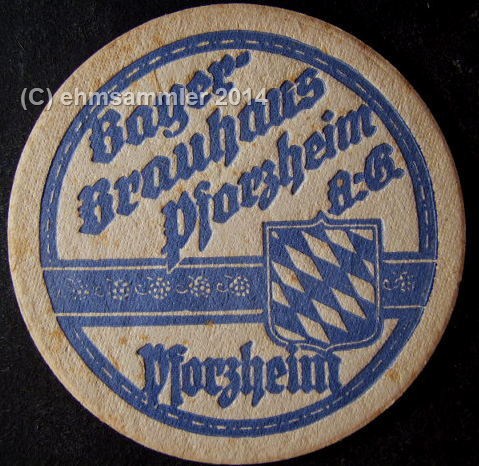 Bayer-
Brauhaus
Pforzheim
A.-G.
Pforzheim
(C) ehmsammler 2014